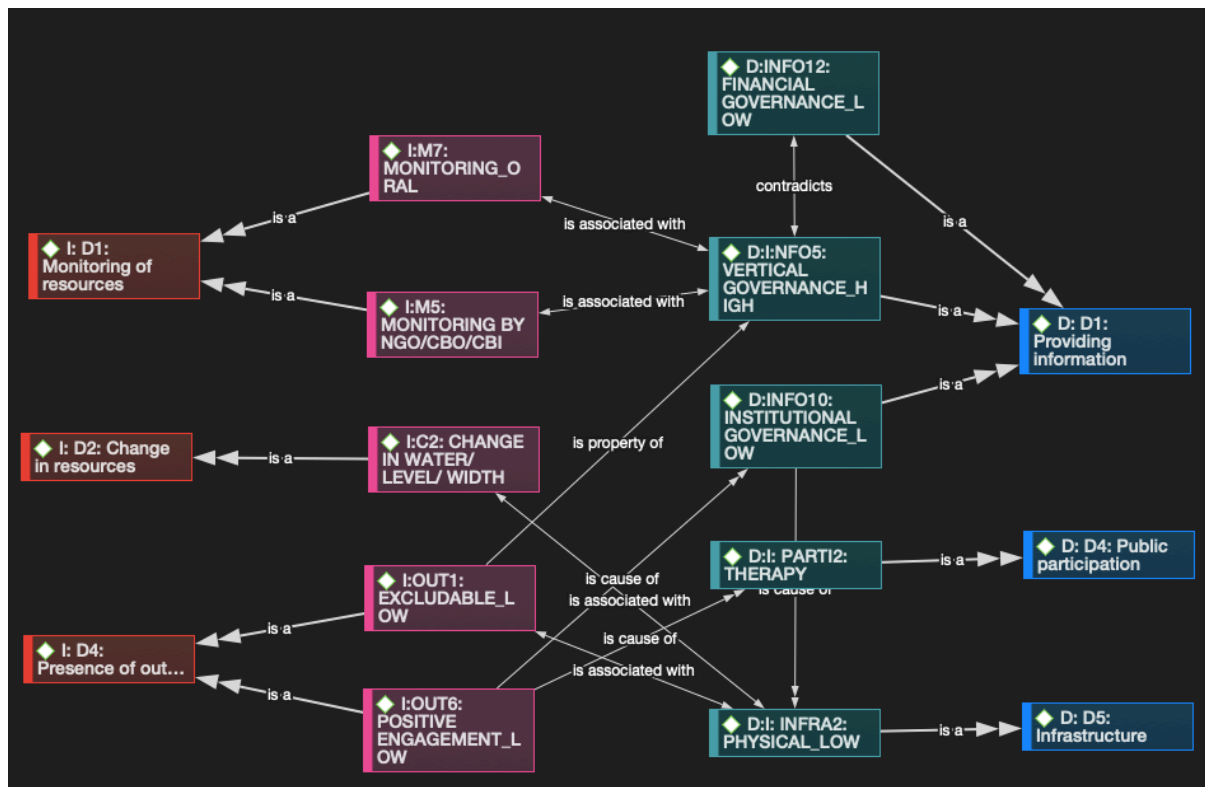 D:INFO12:
FINANCIAL
GOVERNANCE_L
OW
I:M7:
MONITORING_O
RAL
contradicts
is a
is associated with
is a
I: D1:
Monitoring of
resources
D:I:NFO5:
VERTICAL
GOVERNANCE_H
IGH
is a
is associated with
I:M5:
MONITORING BY
NGO/CBO/CBI
is a
D: D1:
Providing
information
is a
D:INFO10:
INSTITUTIONAL
GOVERNANCE_L
OW
is property of
I: D2: Change
in resources
is a
I:C2: CHANGE
IN WATER/
LEVEL/ WIDTH
D:I: PARTI2:
THERAPY
is a
D: D4: Public
participation
is cause of
is cause of
is associated with
I:OUT1:
EXCLUDABLE_L
OW
is a
is cause of
is associated with
I: D4:
Presence of out...
is a
I:OUT6:
POSITIVE
ENGAGEMENT_L
OW
D:I: INFRA2:
PHYSICAL_LOW
is a
D: D5:
Infrastructure